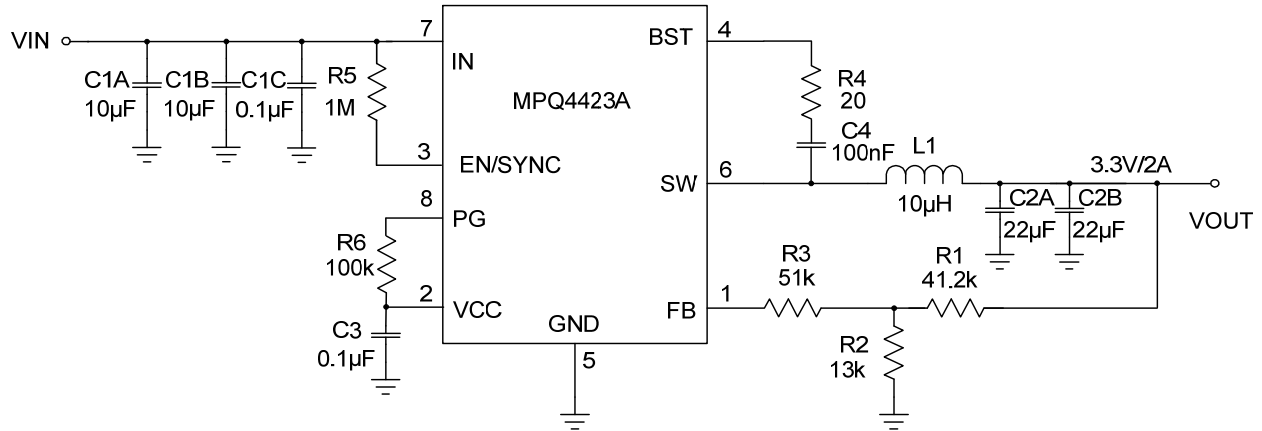 VIN
C1A
10µF
C1B
10µF
C1C
0.1µF
R5
1M
7
IN
MPQ4423A
3
EN/SYNC
8
PG
R6
100k
2
VCC
C3
0.1µF
GND
5
BST
4
R4
20
C4
100nF
SW
6
L1
10µH
3.3V/2A
C2A
22µF
C2B
22µF
VOUT
FB
1
R3
51k
R1
41.2k
R2
13k